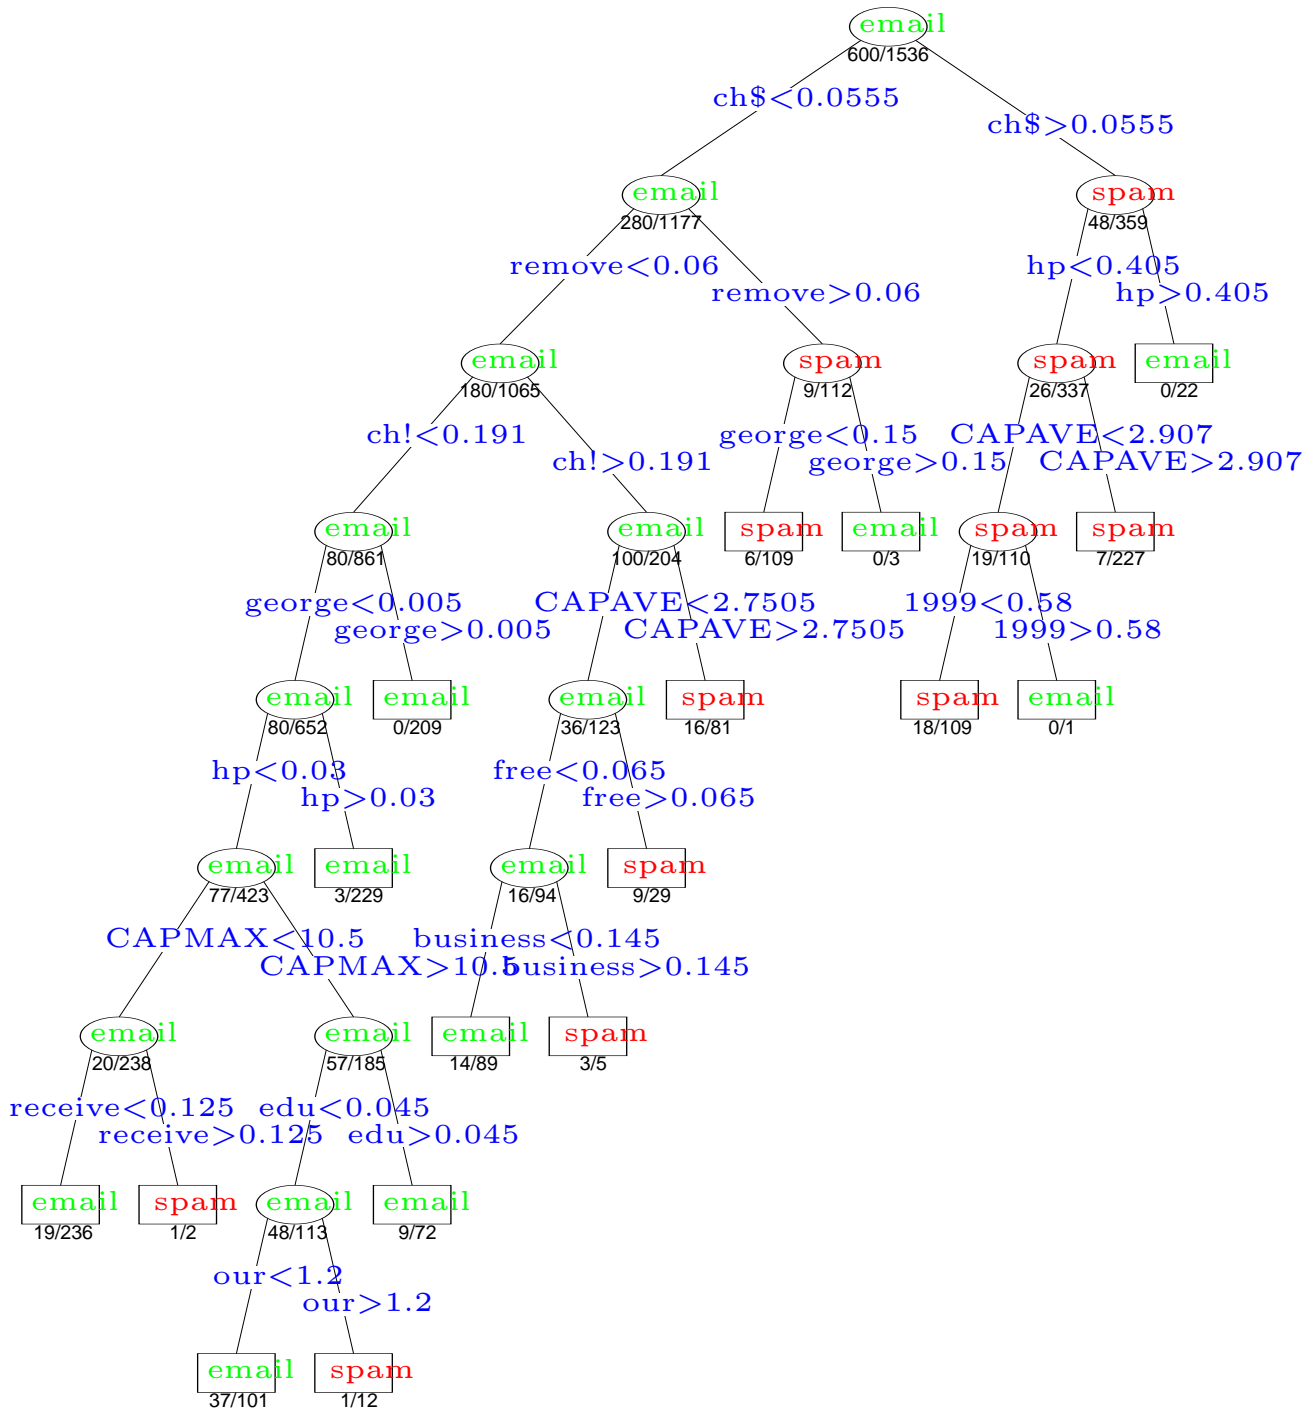 email
600/1536
ch$<0.0555
ch$>0.0555
email
280/1177
spam
48/359
remove<0.06
remove>0.06
hp<0.405
hp>0.405
email
180/1065
spam
9/112
spam
26/337
email
0/22
ch!<0.191
ch!>0.191
george<0.15
george>0.15
CAPAVE<2.907
CAPAVE>2.907
email
80/861
email
100/204
spam
6/109
email
0/3
spam
19/110
spam
7/227
george<0.005
george>0.005
CAPAVE<2.7505
CAPAVE>2.7505
1999<0.58
1999>0.58
email
80/652
email
0/209
email
36/123
spam
16/81
spam
18/109
email
0/1
hp<0.03
hp>0.03
free<0.065
free>0.065
email
77/423
email
3/229
email
16/94
spam
9/29
CAPMAX<10.5
CAPMAX>10.5
business<0.145
business>0.145
email
20/238
email
57/185
email
14/89
spam
3/5
receive<0.125
receive>0.125
edu<0.045
edu>0.045
email
19/236
spam
1/2
email
48/113
email
9/72
our<1.2
our>1.2
email
37/101
spam
1/12